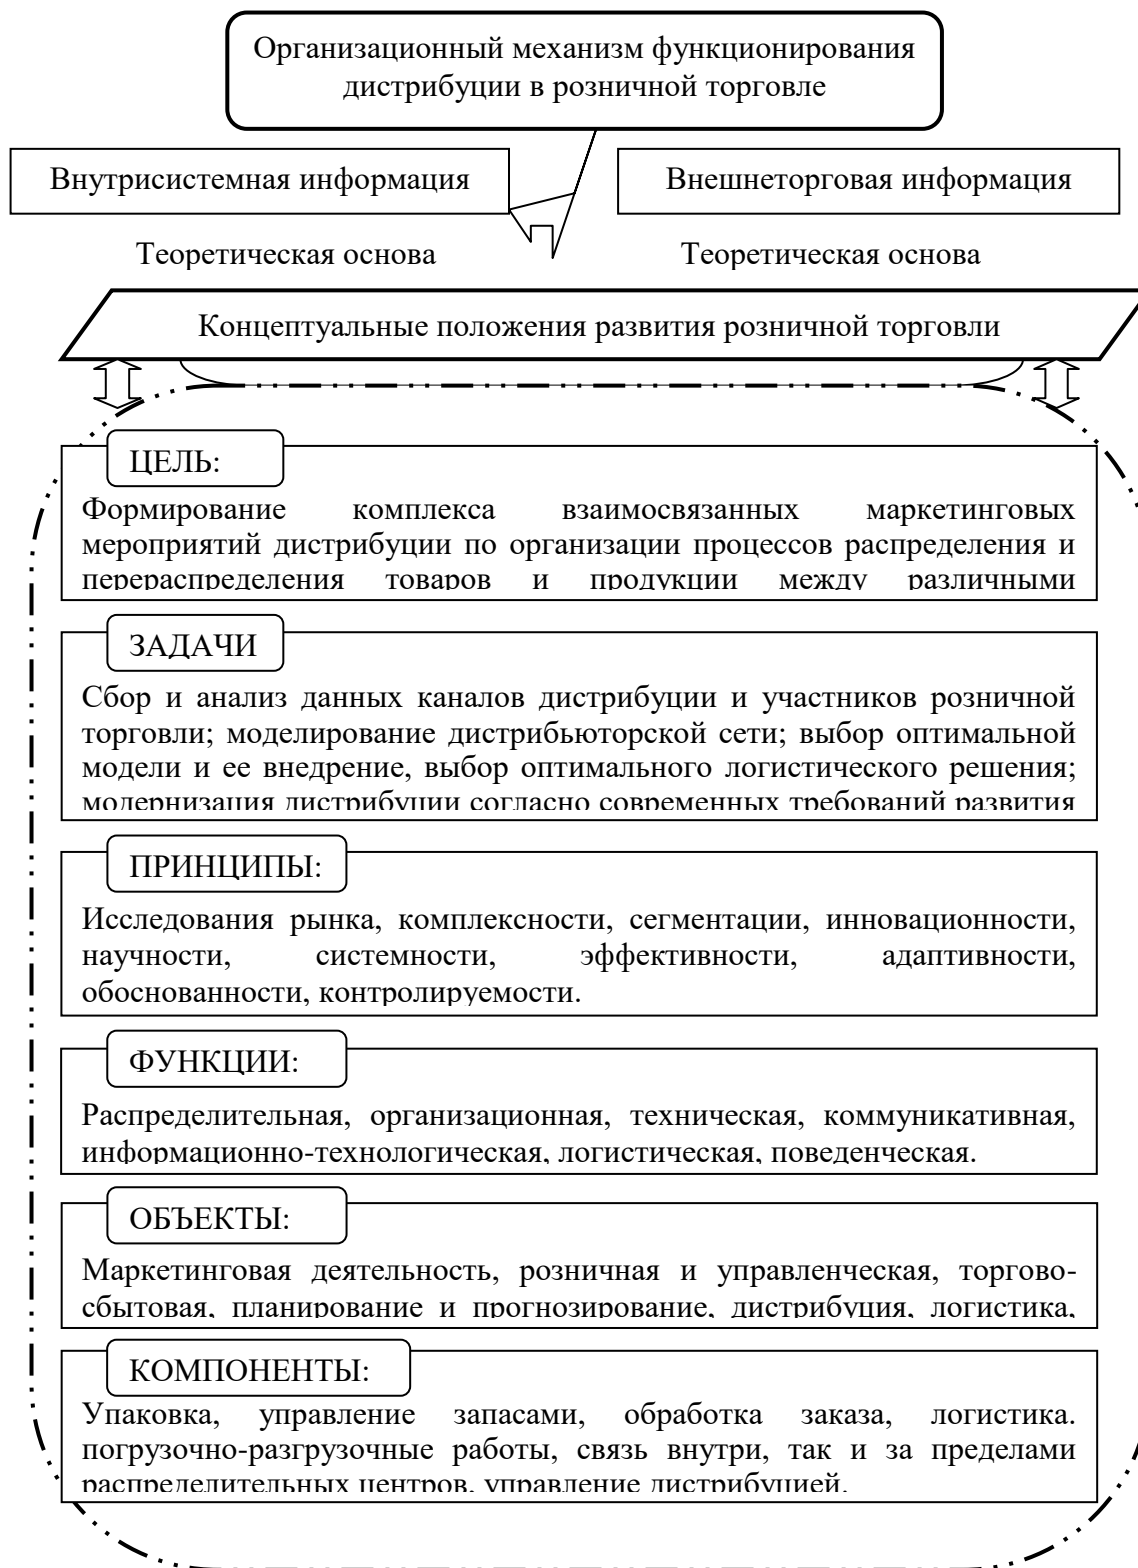 Организационный механизм функционирования
дистрибуции в розничной торговле
Внутрисистемная информация
Внешнеторговая информация
Теоретическая основа
Теоретическая основа
Концептуальные положения развития розничной торговли
ЦЕЛЬ:
Формирование комплекса взаимосвязанных маркетинговых
мероприятий дистрибуции по организации процессов распределения и
перераспределения товаров и продукции между различными
ЗАДАЧИ
Сбор и анализ данных каналов дистрибуции и участников розничной
торговли; моделирование дистрибьюторской сети; выбор оптимальной
модели и ее внедрение, выбор оптимального логистического решения;
модернизация дистрибуции согласно современных требований развития
ПРИНЦИПЫ:
Исследования рынка, комплексности, сегментации, инновационности,
научности, системности, эффективности, адаптивности,
обоснованности, контролируемости.
ФУНКЦИИ:
Распределительная, организационная, техническая, коммуникативная,
информационно-технологическая, логистическая, поведенческая.
ОБЪЕКТЫ:
Маркетинговая деятельность, розничная и управленческая, торгово-
сбытовая, планирование и прогнозирование, дистрибуция, логистика,
КОМПОНЕНТЫ:
Упаковка, управление запасами, обработка заказа, логистика.
погрузочно-разгрузочные работы, связь внутри, так и за пределами
распределительных центров, управление дистрибуцией.